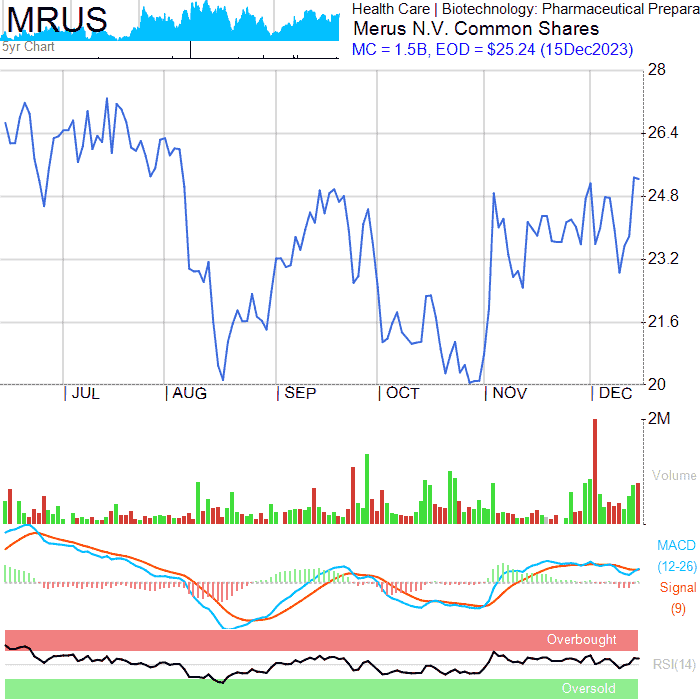 MRUS
5yr Chart
Health Care | Biotechnology: Pharmaceutical Prepara
Merus N.V. Common Shares
MC = 1.5B, EOD = $25.24 (15Dec2023)
28
26.4
24.8
23.2
21.6
20
JUL
AUG
SEP
OCT
NOV
DEC
2M
Volume
MACD
(12-26)
Signal
(9)
Overbought
RSI(14)
Oversold